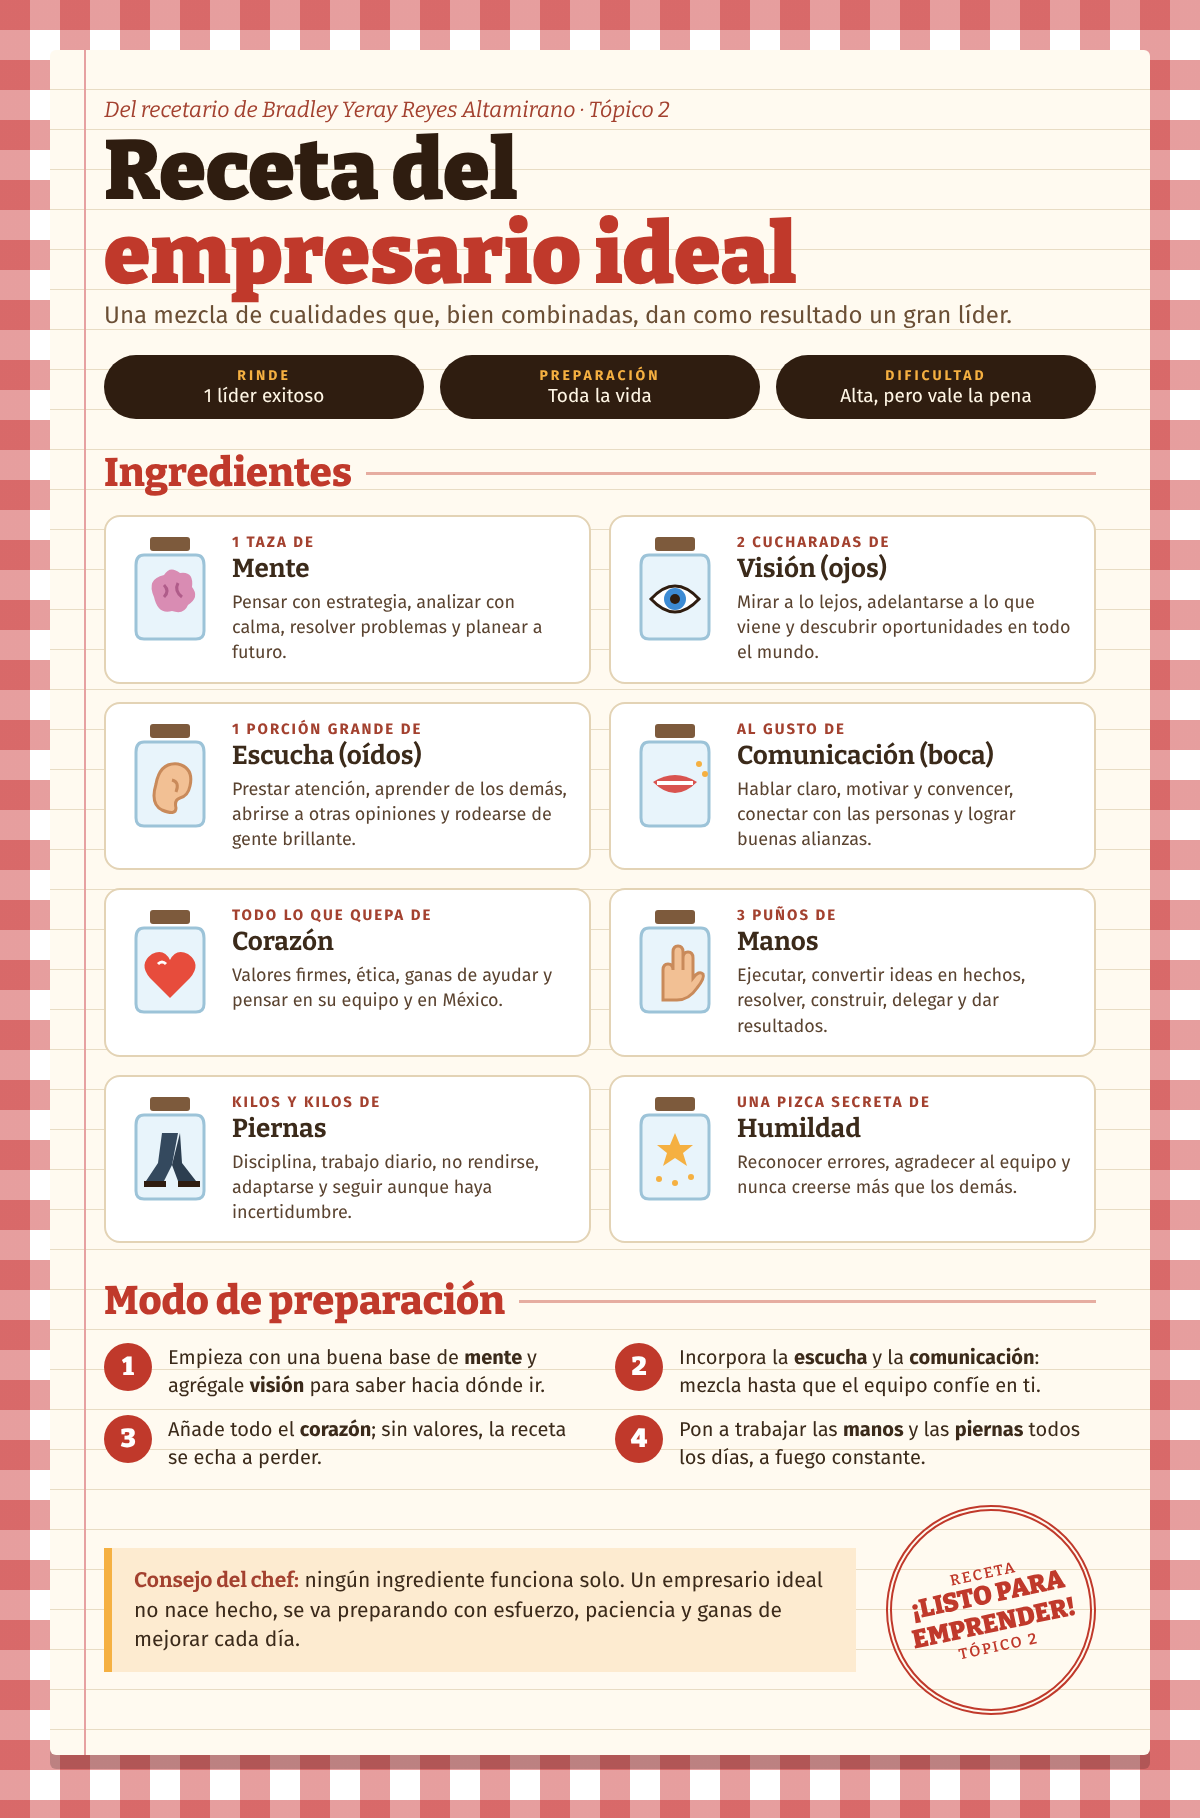 Del recetario de Bradley Yeray Reyes Altamirano · Tópico 2
Receta del
empresario ideal
Una mezcla de cualidades que, bien combinadas, dan como resultado un gran líder.
RINDE
1 líder exitoso
PREPARACIÓN
Toda la vida
DIFICULTAD
Alta, pero vale la pena
Ingredientes
1 TAZA DE
Mente
Pensar con estrategia, analizar con
calma, resolver problemas y planear a
futuro.
2 CUCHARADAS DE
Visión (ojos)
Mirar a lo lejos, adelantarse a lo que
viene y descubrir oportunidades en todo
el mundo.
1 PORCIÓN GRANDE DE
Escucha (oídos)
Prestar atención, aprender de los demás,
abrirse a otras opiniones y rodearse de
gente brillante.
AL GUSTO DE
Comunicación (boca)
Hablar claro, motivar y convencer,
conectar con las personas y lograr
buenas alianzas.
TODO LO QUE QUEPA DE
Corazón
Valores firmes, ética, ganas de ayudar y
pensar en su equipo y en México.
3 PUÑOS DE
Manos
Ejecutar, convertir ideas en hechos,
resolver, construir, delegar y dar
resultados.
KILOS Y KILOS DE
Piernas
Disciplina, trabajo diario, no rendirse,
adaptarse y seguir aunque haya
incertidumbre.
UNA PIZCA SECRETA DE
Humildad
Reconocer errores, agradecer al equipo y
nunca creerse más que los demás.
Modo de preparación
1
Empieza con una buena base de mente y
agrégale visión para saber hacia dónde ir.
2
Incorpora la escucha y la comunicación:
mezcla hasta que el equipo confíe en ti.
3
Añade todo el corazón; sin valores, la receta
se echa a perder.
4
Pon a trabajar las manos y las piernas todos
los días, a fuego constante.
Consejo del chef: ningún ingrediente funciona solo. Un empresario ideal
no nace hecho, se va preparando con esfuerzo, paciencia y ganas de
mejorar cada día.
RECETA
¡LISTO PARA
EMPRENDER!
TÓPICO 2